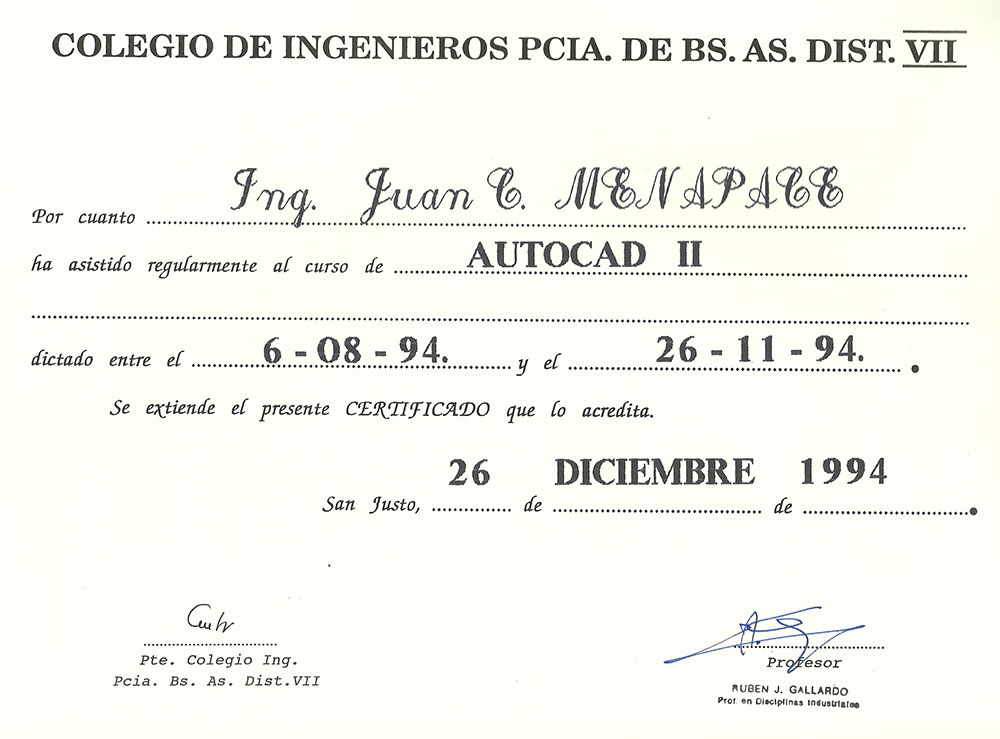 COLEGIO DE INGENIEROS PCIA. DE BS. AS. DIST. VII
Por cuanto Ing. Juan C. MENAPACE
ha asistido regularmente al curso de AUTOCAD II
dictado entre el 6 - 08 - 94. y el 26 - 11 - 94.
Se extiende el presente CERTIFICADO que lo acredita.
San Justo, 26 de DICIEMBRE de 1994.
Pte. Colegio Ing.
Pcia. Bs. As. Dist.VII
Profesor
RUBEN J. GALLARDO
Prof. en Disciplinas Industriales